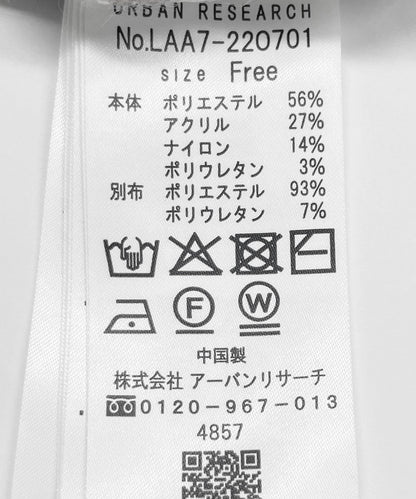 URBAN RESEARCH
No.LAA7-220701
size Free
本体 ポリエステル 56%
アクリル 27%
ナイロン 14%
ポリウレタン 3%
別布 ポリエステル 93%
ポリウレタン 7%
F W
中国製
株式会社 アーバンリサーチ
0120-967-013
4857